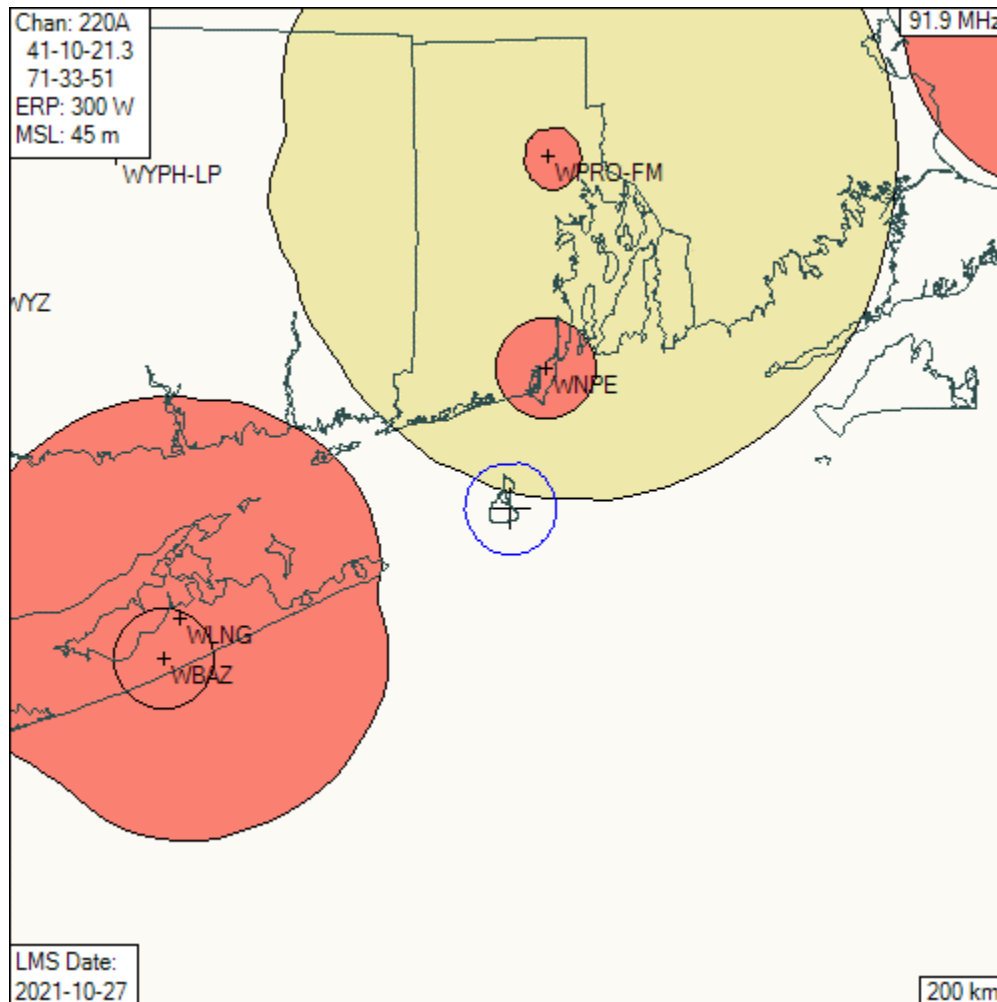 Chan: 220A
41-10-21.3
71-33-51
ERP: 300 W
MSL: 45 m
91.9 MHz
WPRO-FM
WYPH-LP
WYZ
WNPE
WLNG
WBAZ
LMS Date:
2021-10-27
200 km